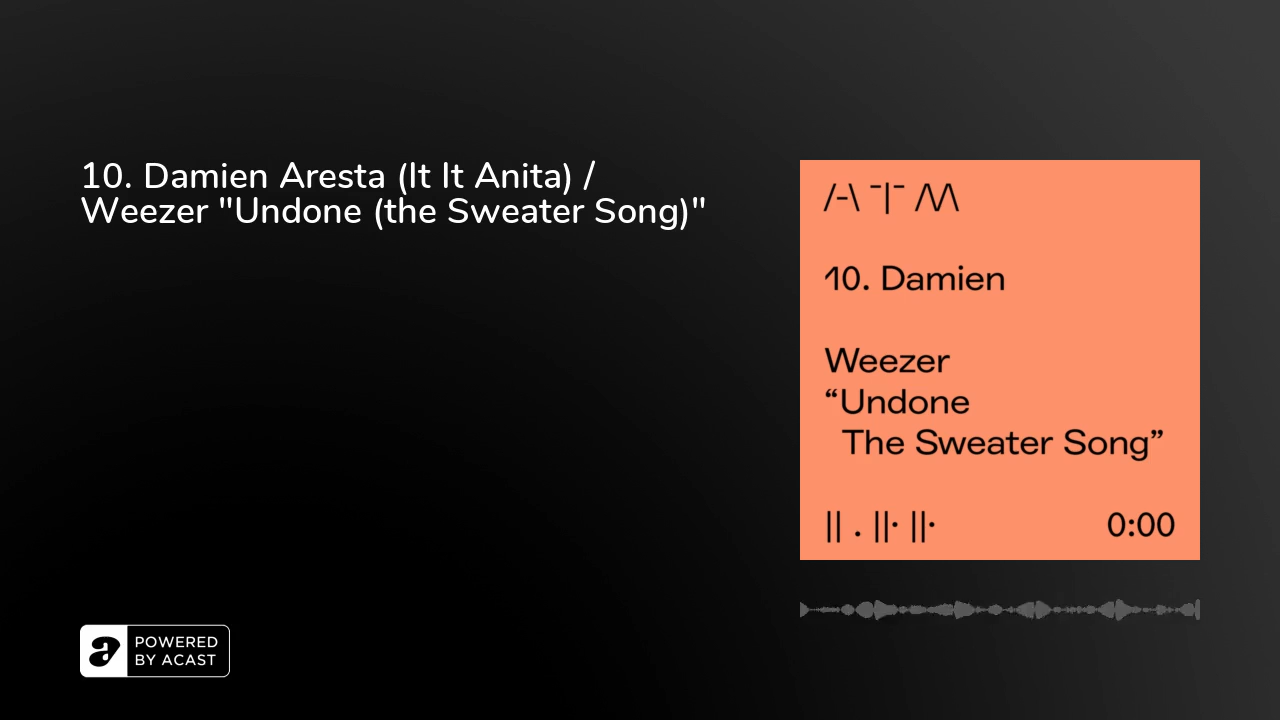 10. Damien Aresta (It It Anita) /
Weezer "Undone (the Sweater Song)"
/-\ ¯|¯ /\/\
10. Damien
Weezer
“Undone
The Sweater Song”
|| . ||· ||·
0:00
a
POWERED
BY ACAST